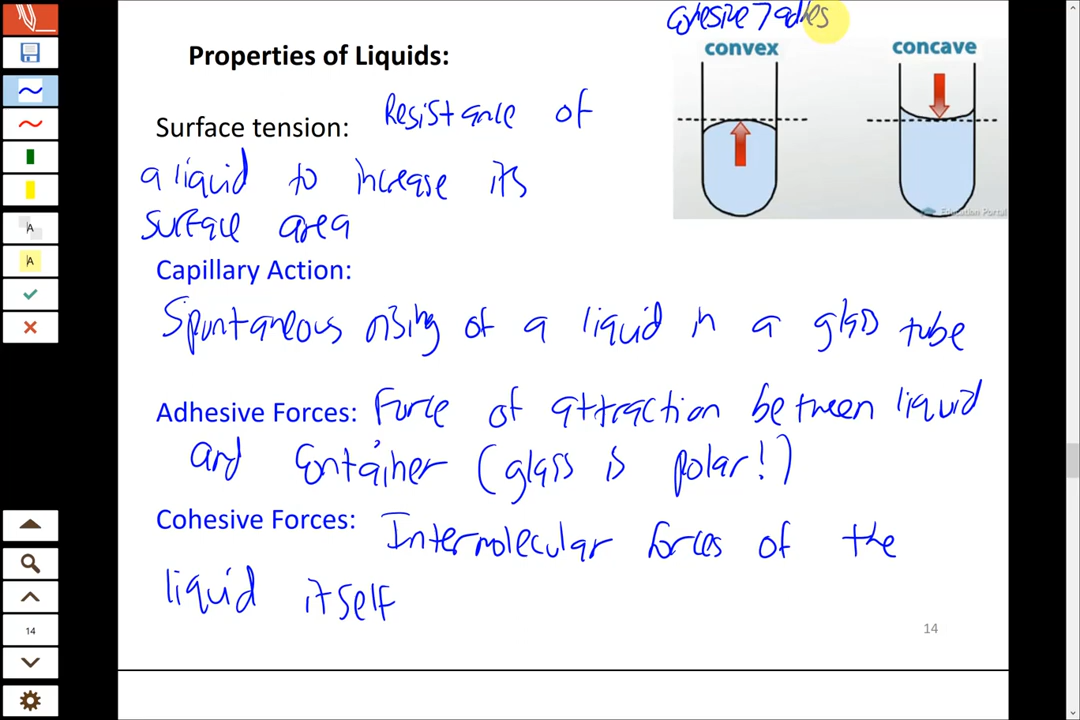 cohesive > adhes
Properties of Liquids:
convex
concave
Surface tension: Resistance of
a liquid to increase its
surface area
Education Portal
Capillary Action:
Spontaneous rising of a liquid in a glass tube
Adhesive Forces: Force of attraction between liquid
and container (glass is polar!)
Cohesive Forces: Intermolecular forces of the
liquid itself
14
14
A
A